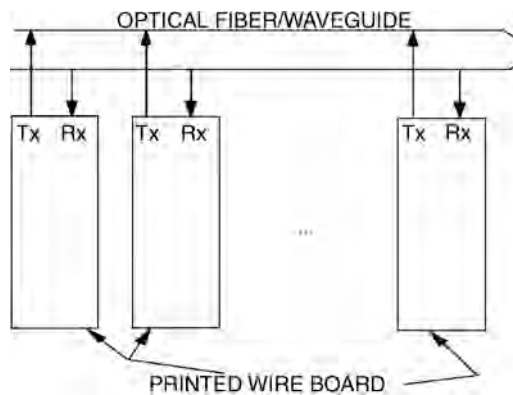 OPTICAL FIBER/WAVEGUIDE
Tx Rx Tx Rx Tx Rx
...
PRINTED WIRE BOARD